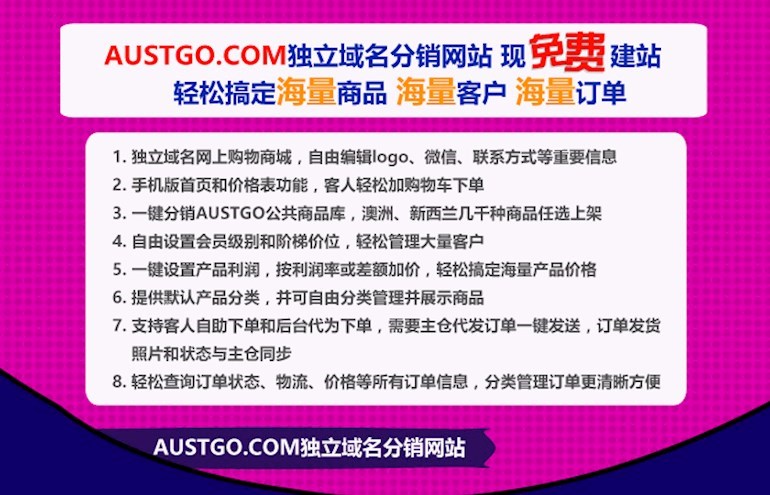 AUSTGO.COM独立域名分销网站 现免费建站
轻松搞定海量商品 海量客户 海量订单
1. 独立域名网上购物商城，自由编辑logo、微信、联系方式等重要信息
2. 手机版首页和价格表功能，客人轻松加购物车下单
3. 一键分销AUSTGO公共商品库，澳洲、新西兰几千种商品任选上架
4. 自由设置会员级别和阶梯价位，轻松管理大量客户
5. 一键设置产品利润，按利润率或差额加价，轻松搞定海量产品价格
6. 提供默认产品分类，并可自由分类管理并展示商品
7. 支持客人自助下单和后台代为下单，需要主仓代发订单一键发送，订单发货
照片和状态与主仓同步
8. 轻松查询订单状态、物流、价格等所有订单信息，分类管理订单更清晰方便
AUSTGO.COM独立域名分销网站